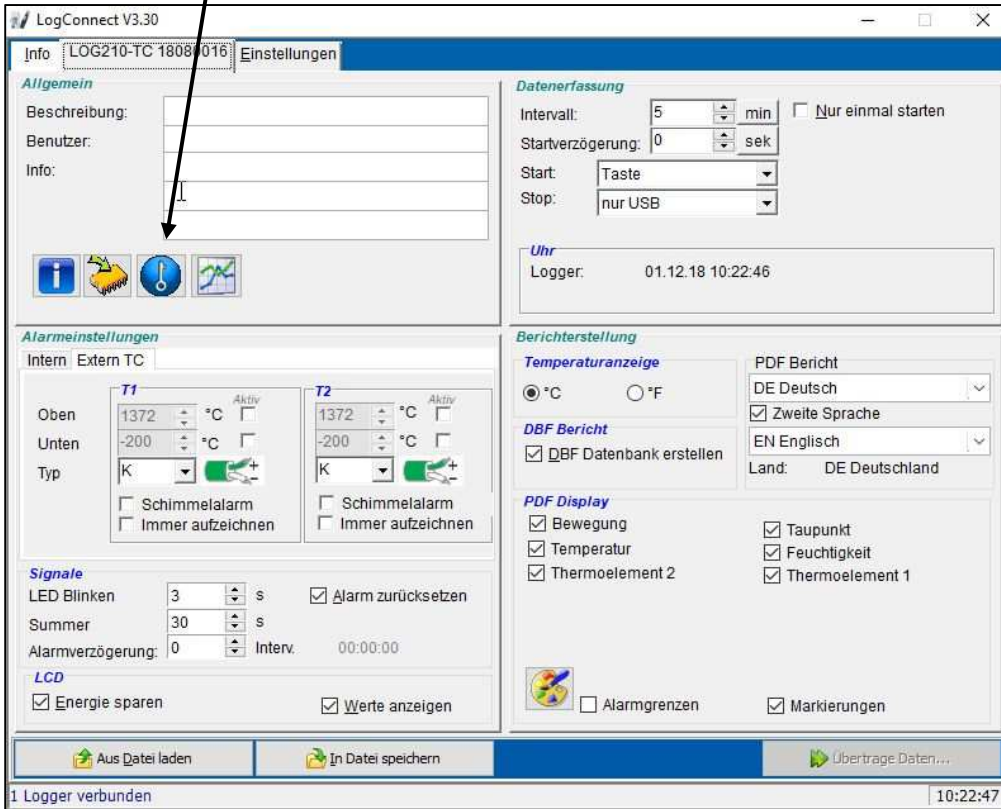 LogConnect V3.30
Info LOG210-TC 18080016 Einstellungen
Allgemein
Beschreibung:
Benutzer:
Info:
Datenerfassung
Intervall: 5 min Nur einmal starten
Startverzögerung: 0 sek
Start: Taste
Stop: nur USB
Uhr
Logger: 01.12.18 10:22:46
Alarmeinstellungen
Intern Extern TC
T1 T2
Aktiv Aktiv
Oben 1372 °C 1372 °C
Unten -200 °C -200 °C
Typ K + - K + -
Schimmelalarm Schimmelalarm
Immer aufzeichnen Immer aufzeichnen
Signale
LED Blinken 3 s Alarm zurücksetzen
Summer 30 s
Alarmverzögerung: 0 Interv. 00:00:00
LCD
Energie sparen Werte anzeigen
Berichterstellung
Temperaturanzeige
°C °F
DBF Bericht
DBF Datenbank erstellen
PDF Bericht
DE Deutsch
Zweite Sprache
EN Englisch
Land: DE Deutschland
PDF Display
Bewegung Taupunkt
Temperatur Feuchtigkeit
Thermoelement 2 Thermoelement 1
Alarmgrenzen Markierungen
Aus Datei laden In Datei speichern Übertrage Daten...
1 Logger verbunden 10:22:47